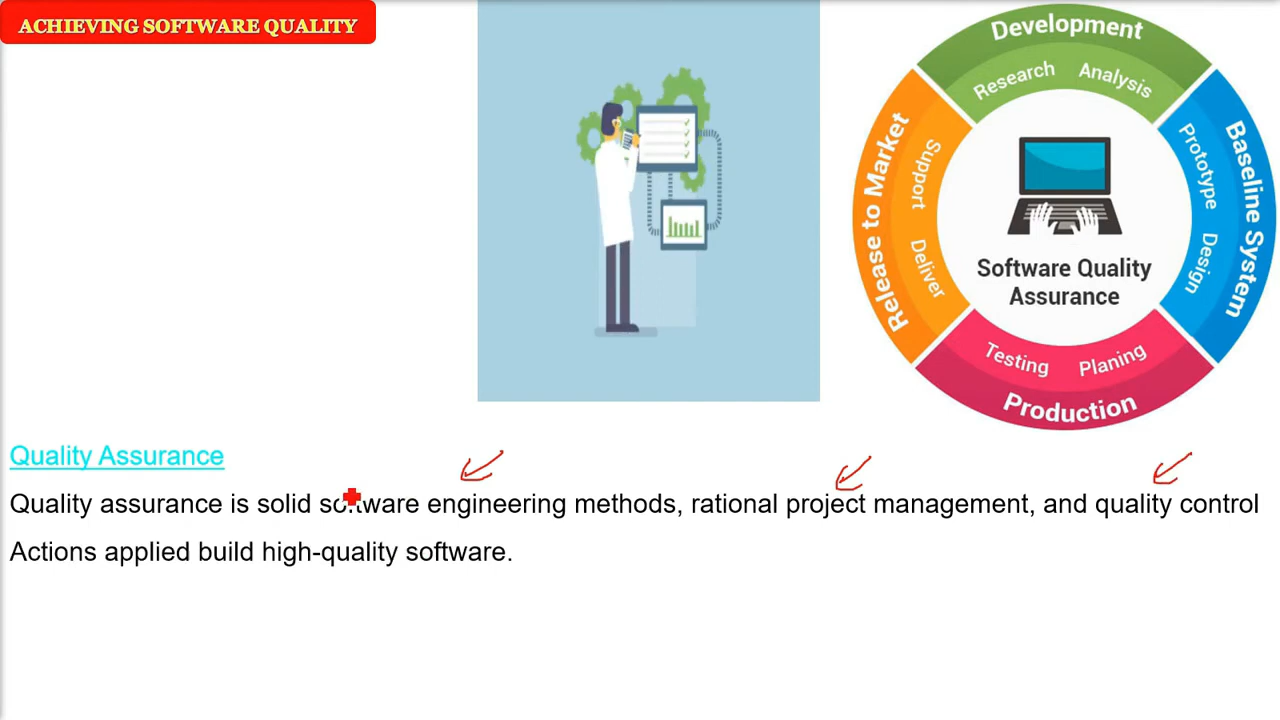 ACHIEVING SOFTWARE QUALITY
Development
Research Analysis
Baseline System
Prototype Design
Production
Testing Planing
Release to Market
Support Deliver
Software Quality
Assurance
Quality Assurance
Quality assurance is solid software engineering methods, rational project management, and quality control
Actions applied build high-quality software.